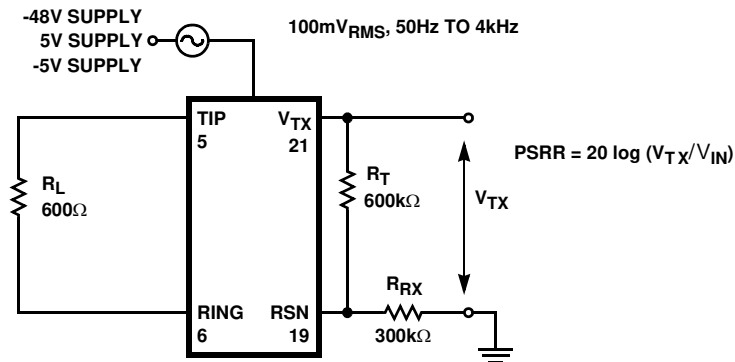 -48V SUPPLY
5V SUPPLY
-5V SUPPLY
100mVRMS, 50Hz TO 4kHz
TIP
5
VTX
21
PSRR = 20 log (VTX/VIN)
RL
600Ω
RT
600kΩ
VTX
RRX
300kΩ
RING
6
RSN
19